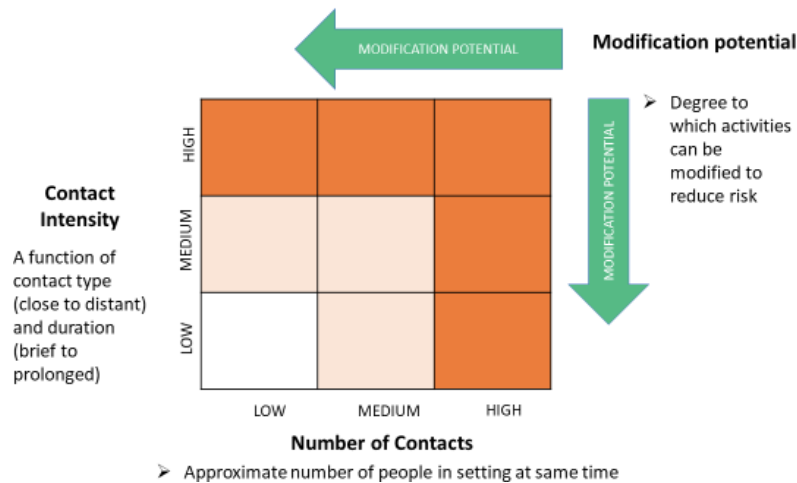 MODIFICATION POTENTIAL
Modification potential
➤ Degree to
which activities
can be
modified to
reduce risk
MODIFICATION POTENTIAL
Contact
Intensity
A function of
contact type
(close to distant)
and duration
(brief to
prolonged)
HIGH
MEDIUM
LOW
LOW
MEDIUM
HIGH
Number of Contacts
➤ Approximate number of people in setting at same time